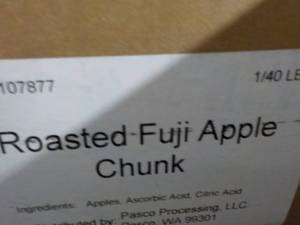 107877 1/40 LB
Roasted Fuji Apple
Chunk
Ingredients: Apples, Ascorbic Acid, Citric Acid
by: Pasco Processing, LLC
Pasco, WA 99301